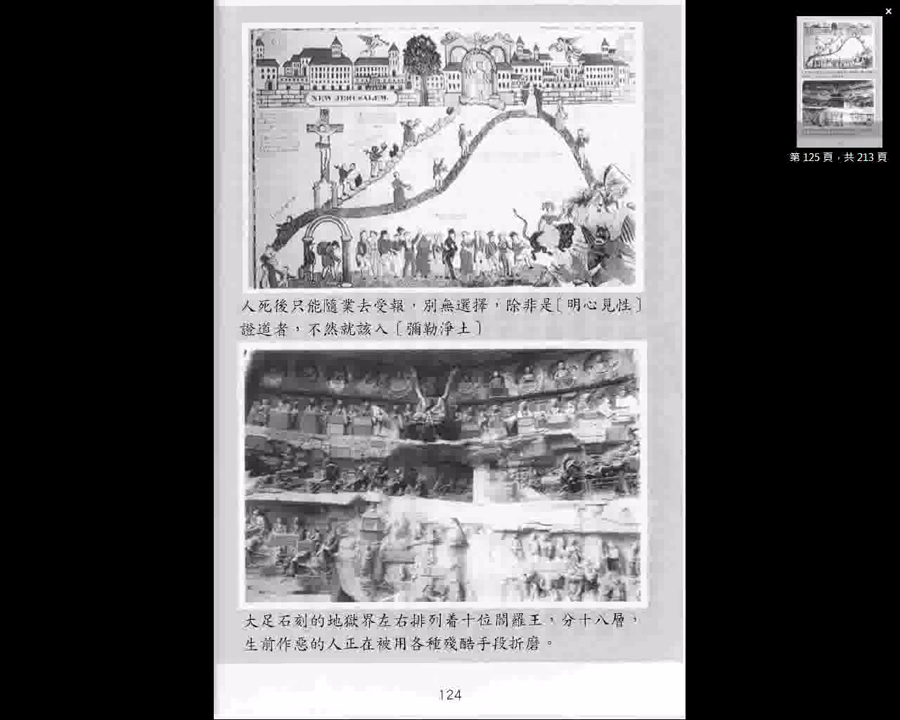 ×
第 125 頁，共 213 頁
NEW JERUSALEM.
人死後只能隨業去受報，別無選擇，除非是〔明心見性〕
證道者，不然就該入〔彌勒淨土〕
大足石刻的地獄界左右排列着十位閻羅王，分十八層，
生前作惡的人正在被用各種殘酷手段折磨。
124